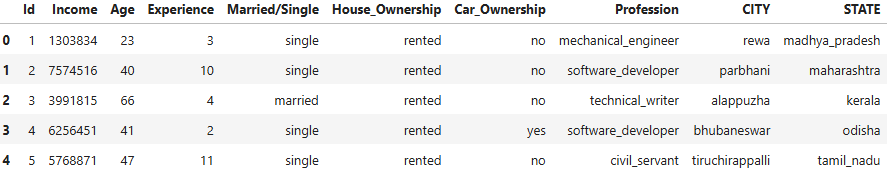 Id Income Age Experience Married/Single House_Ownership Car_Ownership Profession CITY STATE
0 1 1303834 23 3 single rented no mechanical_engineer rewa madhya_pradesh
1 2 7574516 40 10 single rented no software_developer parbhani maharashtra
2 3 3991815 66 4 married rented no technical_writer alappuzha kerala
3 4 6256451 41 2 single rented yes software_developer bhubaneswar odisha
4 5 5768871 47 11 single rented no civil_servant tiruchirappalli tamil_nadu